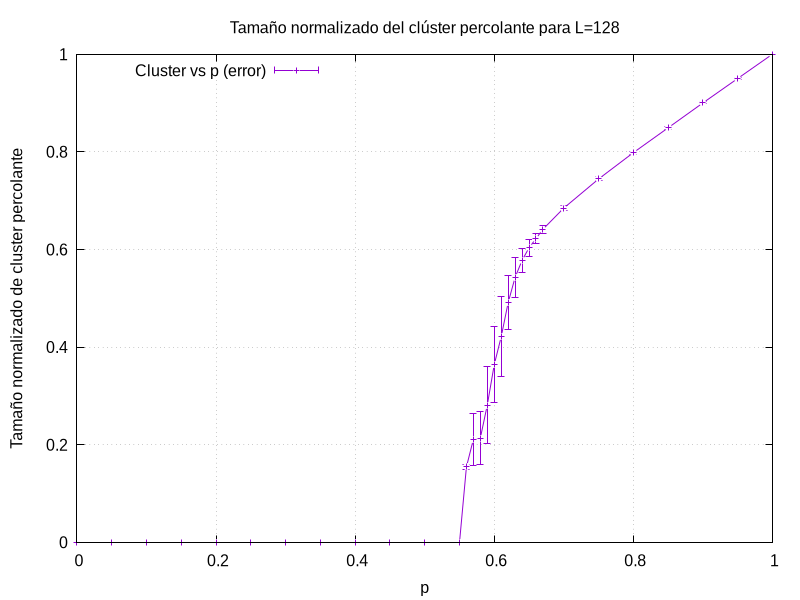 Tamaño normalizado del clúster percolante para L=128
Cluster vs p (error)
Tamaño normalizado de cluster percolante
1
0.8
0.6
0.4
0.2
0
0 0.2 0.4 0.6 0.8 1
p